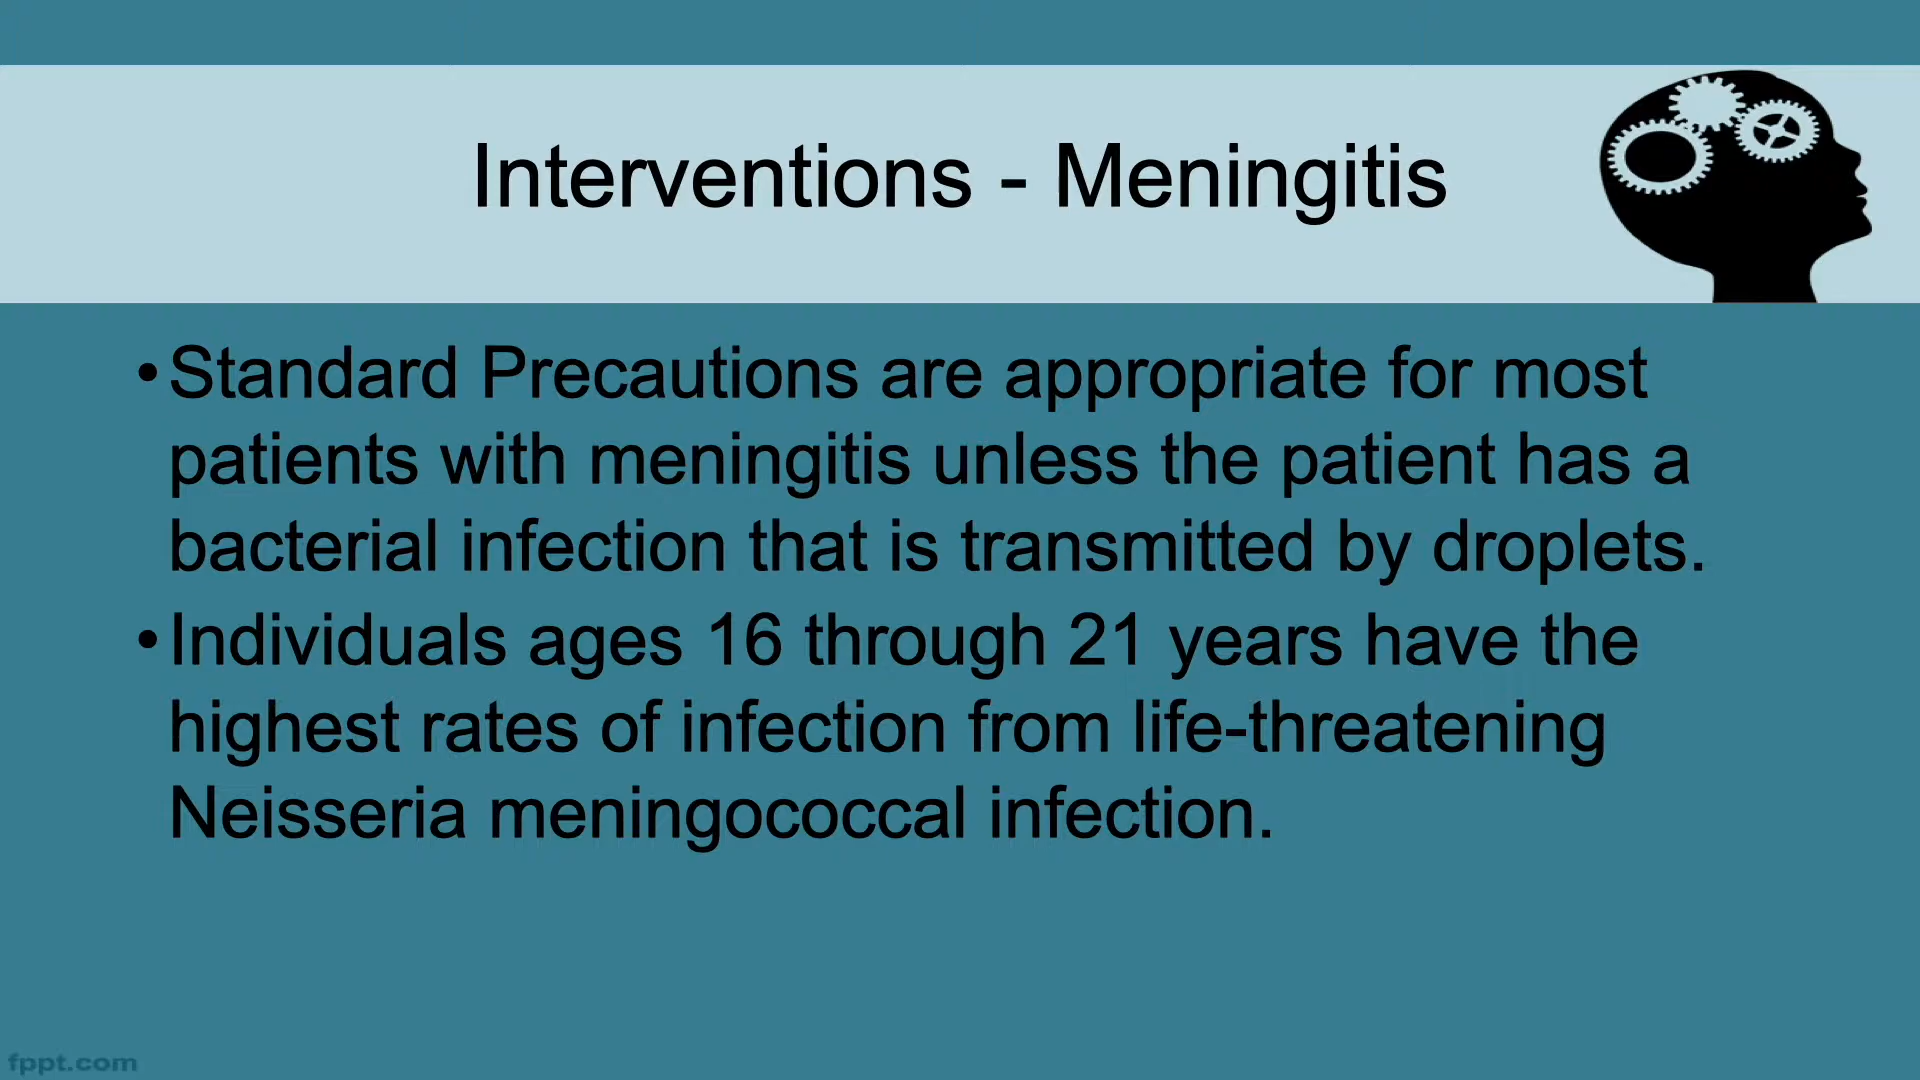 Interventions - Meningitis
•Standard Precautions are appropriate for most
patients with meningitis unless the patient has a
bacterial infection that is transmitted by droplets.
•Individuals ages 16 through 21 years have the
highest rates of infection from life-threatening
Neisseria meningococcal infection.
fppt.com